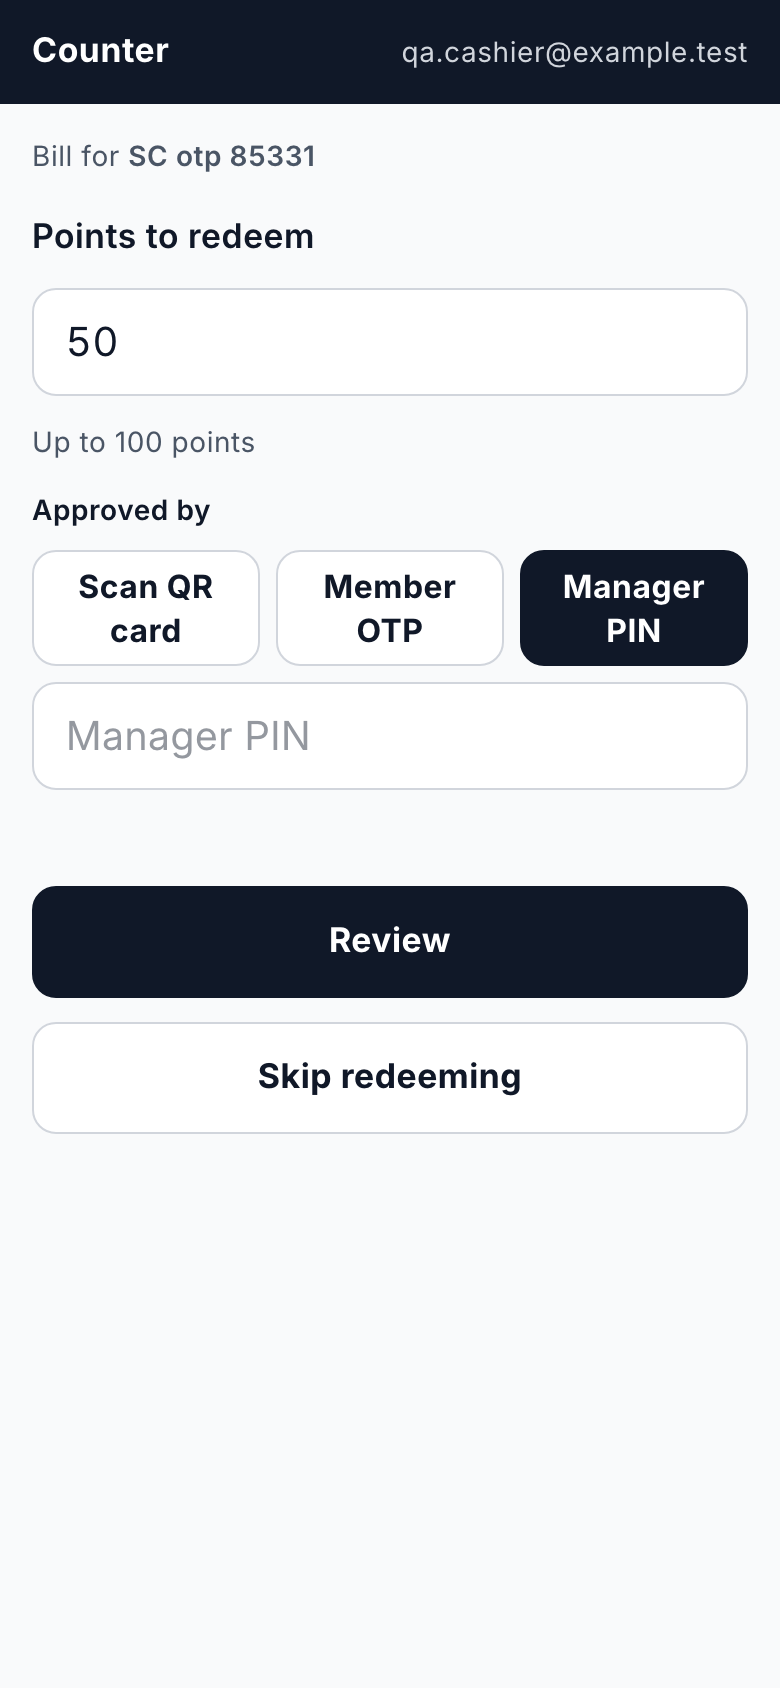 Counter
qa.cashier@example.test
Bill for SC otp 85331
Points to redeem
50
Up to 100 points
Approved by
Scan QR
card
Member
OTP
Manager
PIN
Manager PIN
Review
Skip redeeming